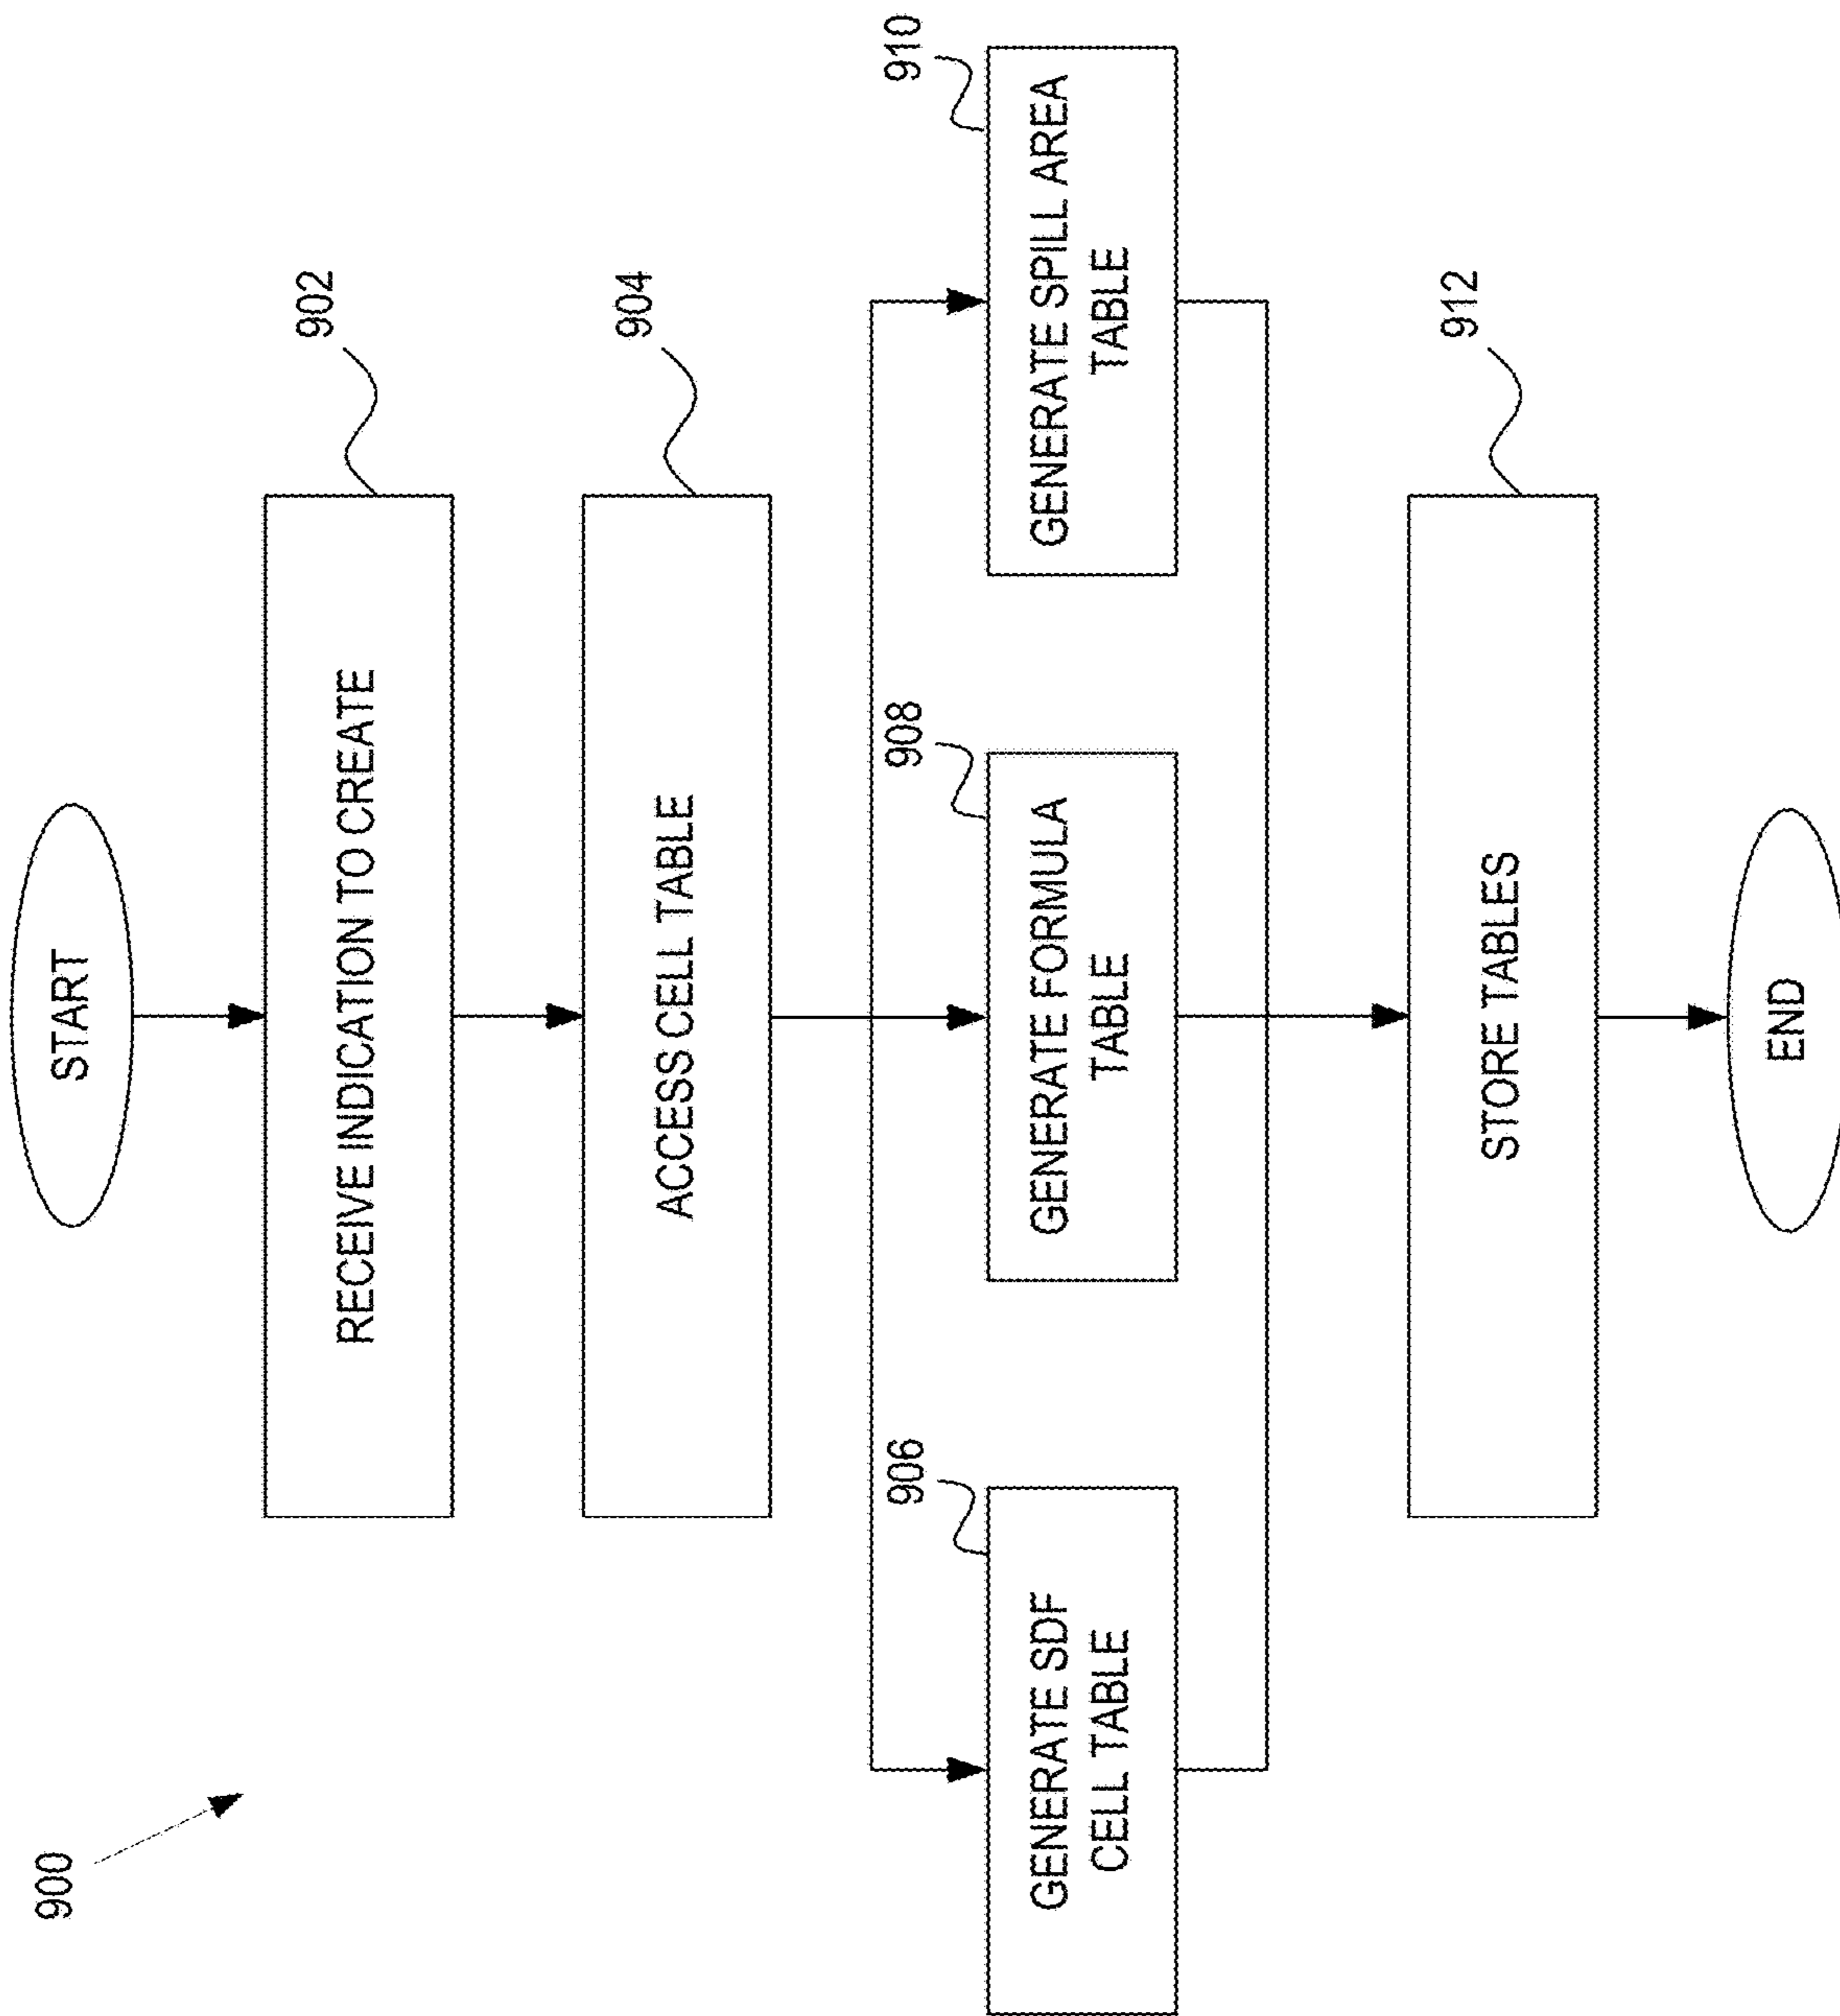 900
START
902
RECEIVE INDICATION TO CREATE
904
ACCESS CELL TABLE
906
GENERATE SDF
CELL TABLE
908
GENERATE FORMULA
TABLE
910
GENERATE SPILL AREA
TABLE
912
STORE TABLES
END